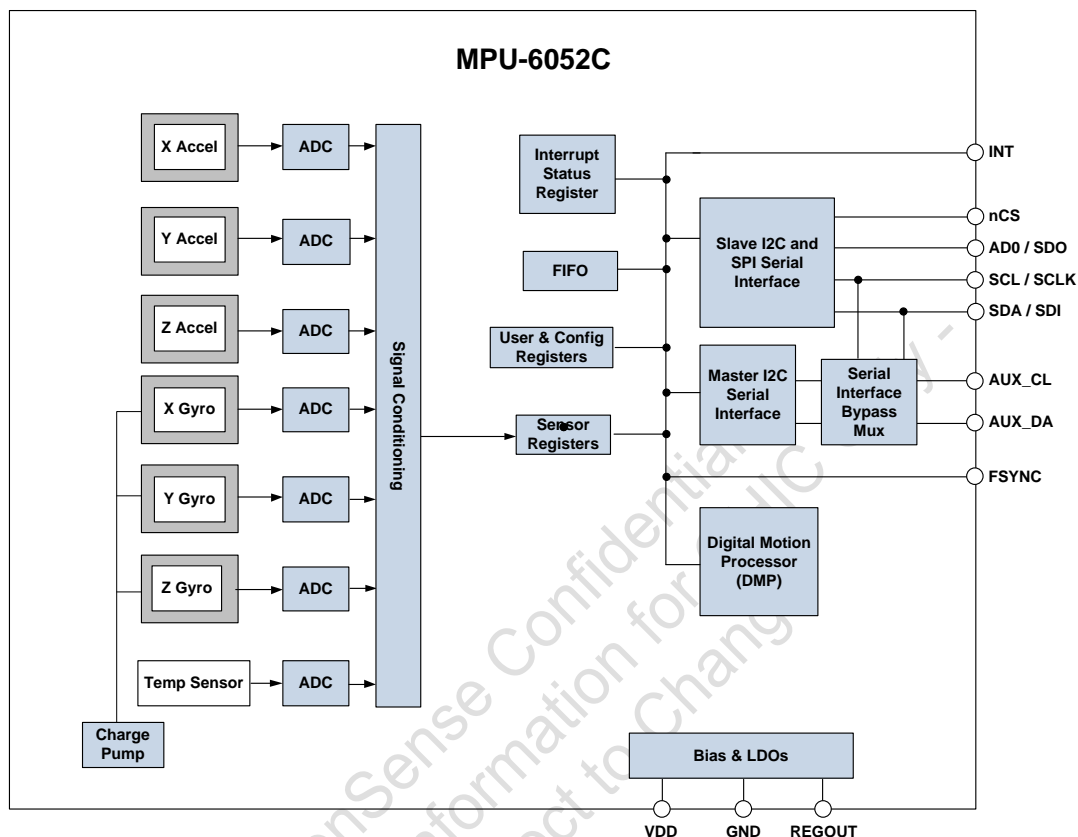 MPU-6052C
X Accel
ADC
Y Accel
ADC
Z Accel
ADC
X Gyro
ADC
Y Gyro
ADC
Z Gyro
ADC
Temp Sensor
ADC
Charge
Pump
Signal Conditioning
Interrupt
Status
Register
FIFO
User & Config
Registers
Sensor
Registers
Slave I2C and
SPI Serial
Interface
Master I2C
Serial
Interface
Serial
Interface
Bypass
Mux
Digital Motion
Processor
(DMP)
Bias & LDOs
INT
nCS
AD0 / SDO
SCL / SCLK
SDA / SDI
AUX_CL
AUX_DA
FSYNC
VDD
GND
REGOUT
Confidential
for